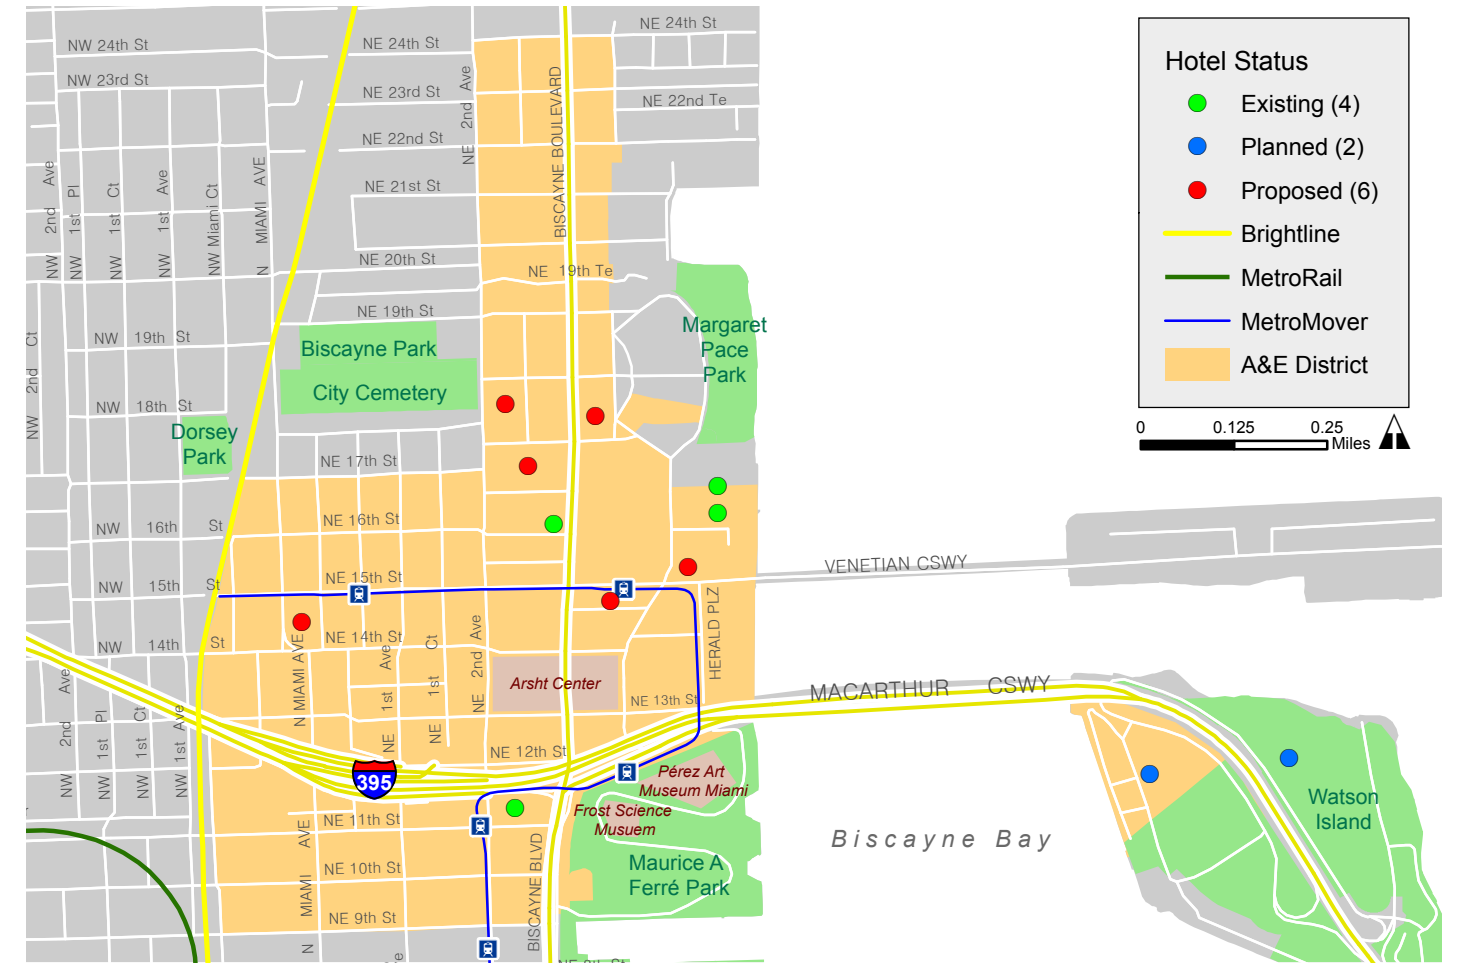 NE 24th St
NW 24th St
NE 24th St
NW 23rd St
NE 23rd St
NE 22nd Te
NE 22nd St
NE 21st St
NE 20th St
NE 19th Te
NE 19th St
NW 19th St
NW 18th St
NE 17th St
NE 16th St
NW 16th St
NE 15th St
NW 15th St
NE 14th St
NW 14th St
NE 13th St
NE 12th St
NE 11th St
NE 10th St
NE 9th St
NW 2nd Ave
NW 1st Pl
NW 1st Ct
NW 1st Ave
NW Miami Ct
N MIAMI AVE
NE 2nd Ave
BISCAYNE BOULEVARD
NW 2nd Ct
Biscayne Park
City Cemetery
Dorsey
Park
Margaret
Pace
Park
VENETIAN CSWY
HERALD PLZ
MACARTHUR CSWY
N MIAMI AVE
NE 1st Ave
NE 1st Ct
NE 2nd Ave
Arsht Center
2nd Ave
NW
NW 1st Pl
NW 1st Ct
NW 1st Ave
395
Pérez Art
Museum Miami
Frost Science
Musuem
Maurice A
Ferré Park
N MIAMI AVE
BISCAYNE BLVD
Biscayne Bay
Watson
Island
Hotel Status
Existing (4)
Planned (2)
Proposed (6)
Brightline
MetroRail
MetroMover
A&E District
0 0.125 0.25
Miles